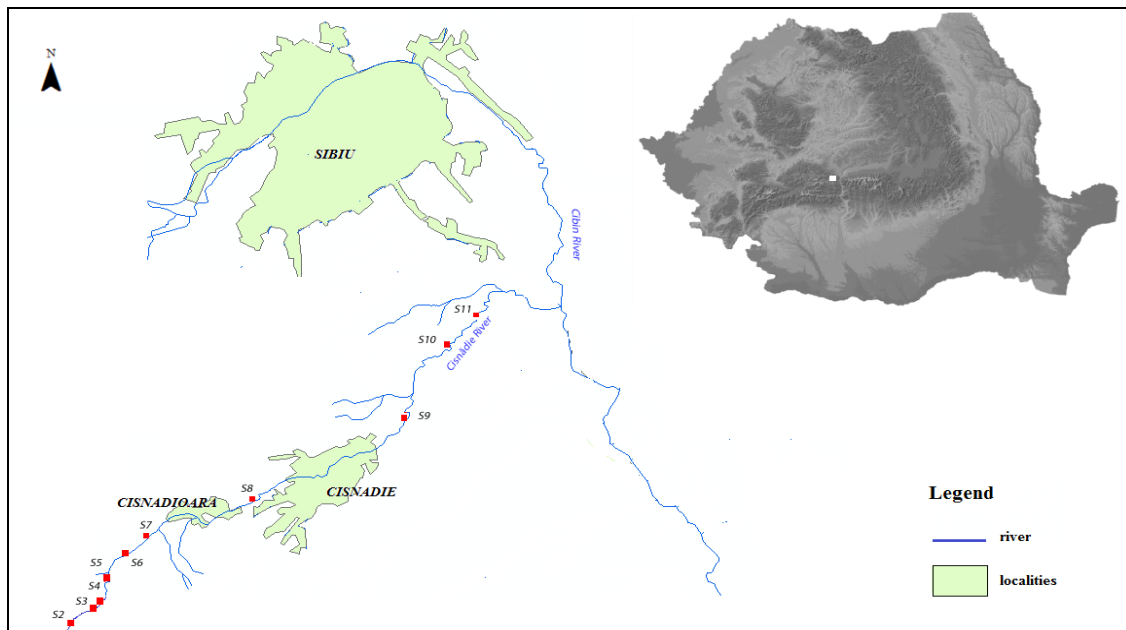 N
SIBIU
Cibin River
S11
S10
Cisnădie River
S9
S8
CISNADIE
CISNADIOARA
S7
S6
S5
S4
S3
S2
Legend
river
localities